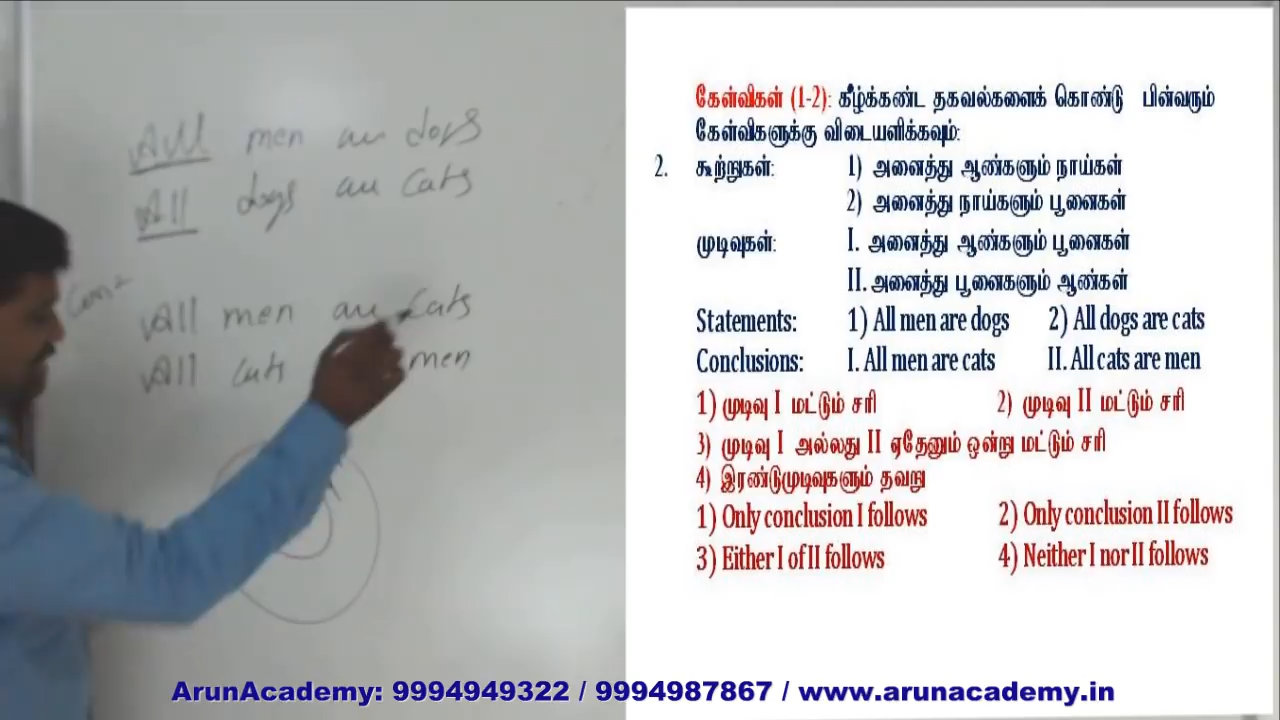 All men are dogs
All dogs are cats
All men are cats
All cats men
கேள்விகள் (1-2): கீழ்க்கண்ட தகவல்களைக் கொண்டு பின்வரும்
கேள்விகளுக்கு விடையளிக்கவும்:
2. கூற்றுகள்: 1) அனைத்து ஆண்களும் நாய்கள்
2) அனைத்து நாய்களும் பூனைகள்
முடிவுகள்: I. அனைத்து ஆண்களும் பூனைகள்
II. அனைத்து பூனைகளும் ஆண்கள்
Statements: 1) All men are dogs 2) All dogs are cats
Conclusions: I. All men are cats II. All cats are men
1) முடிவு I மட்டும் சரி 2) முடிவு II மட்டும் சரி
3) முடிவு I அல்லது II ஏதேனும் ஒன்று மட்டும் சரி
4) இரண்டுமுடிவுகளும் தவறு
1) Only conclusion I follows 2) Only conclusion II follows
3) Either I of II follows 4) Neither I nor II follows
ArunAcademy: 9994949322 / 9994987867 / www.arunacademy.in